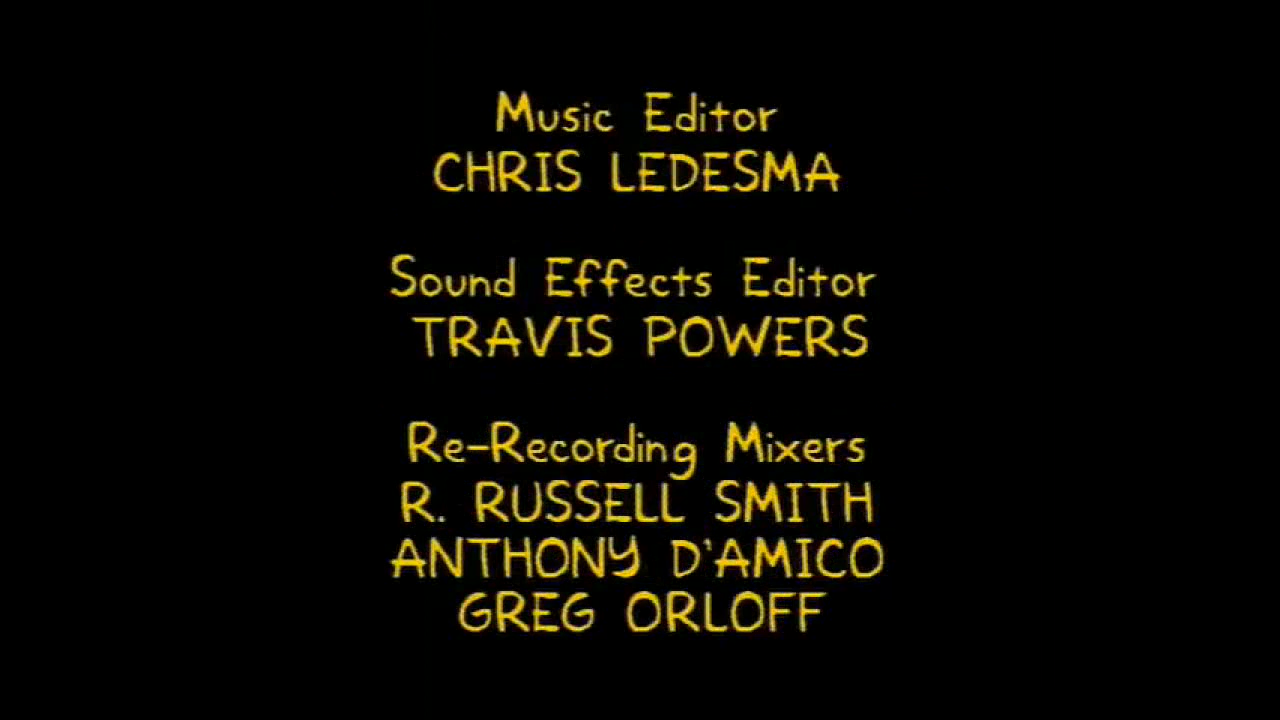 Music Editor
CHRIS LEDESMA
Sound Effects Editor
TRAVIS POWERS
Re-Recording Mixers
R. RUSSELL SMITH
ANTHONY D'AMICO
GREG ORLOFF